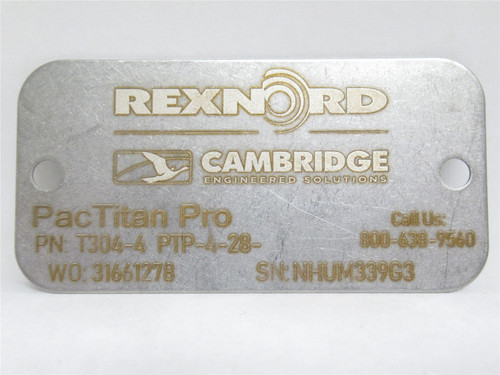 REXNORD
CAMBRIDGE
ENGINEERED SOLUTIONS
PacTitan Pro
Call Us:
PN: T304-4 PTP-4-28-
800-638-9560
WO: 31661278
SN: NHUM339G3